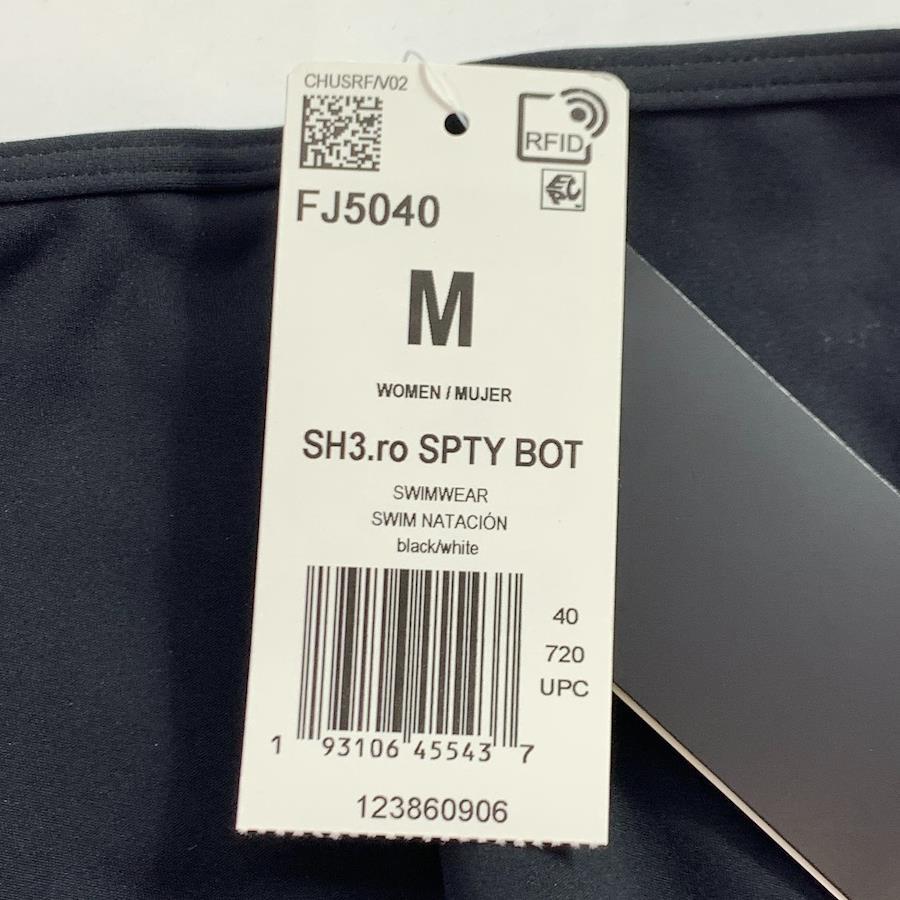 CHUSRF/V02
RFID
EPC
FJ5040
M
WOMEN / MUJER
SH3.ro SPTY BOT
SWIMWEAR
SWIM NATACIÓN
black/white
40
720
UPC
1 93106 45543 7
123860906